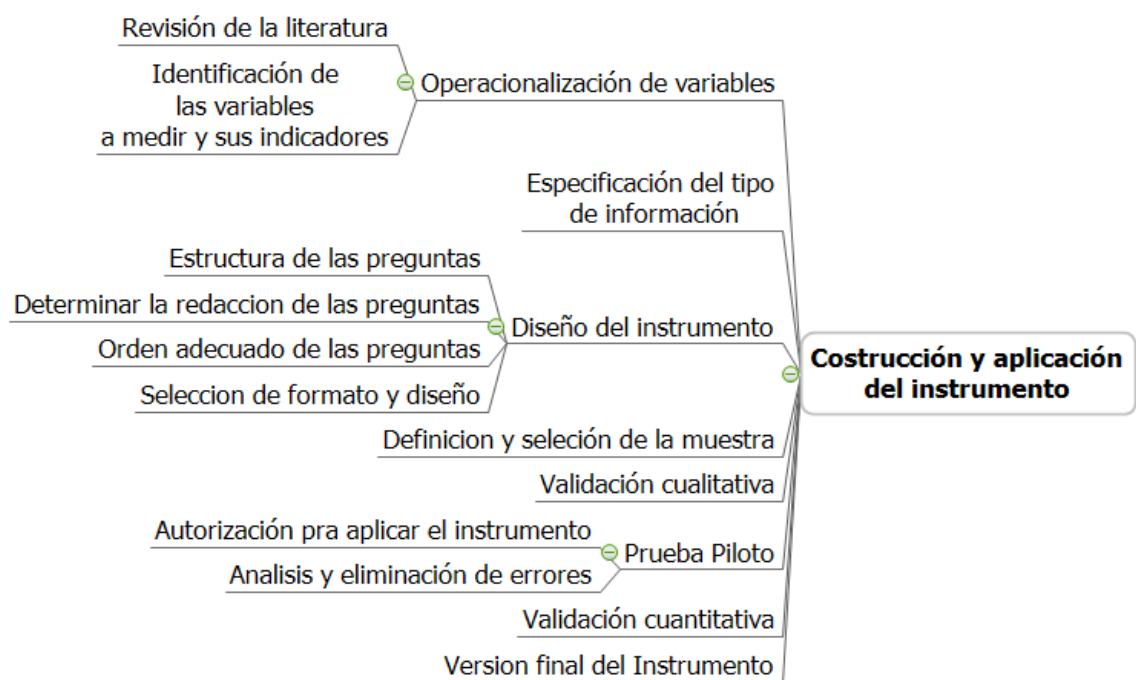 Revisión de la literatura
Identificación de
las variables
a medir y sus indicadores
Operacionalización de variables
Especificación del tipo
de información
Estructura de las preguntas
Determinar la redaccion de las preguntas
Orden adecuado de las preguntas
Seleccion de formato y diseño
Diseño del instrumento
Costrucción y aplicación
del instrumento
Definicion y seleción de la muestra
Validación cualitativa
Autorización pra aplicar el instrumento
Analisis y eliminación de errores
Prueba Piloto
Validación cuantitativa
Version final del Instrumento